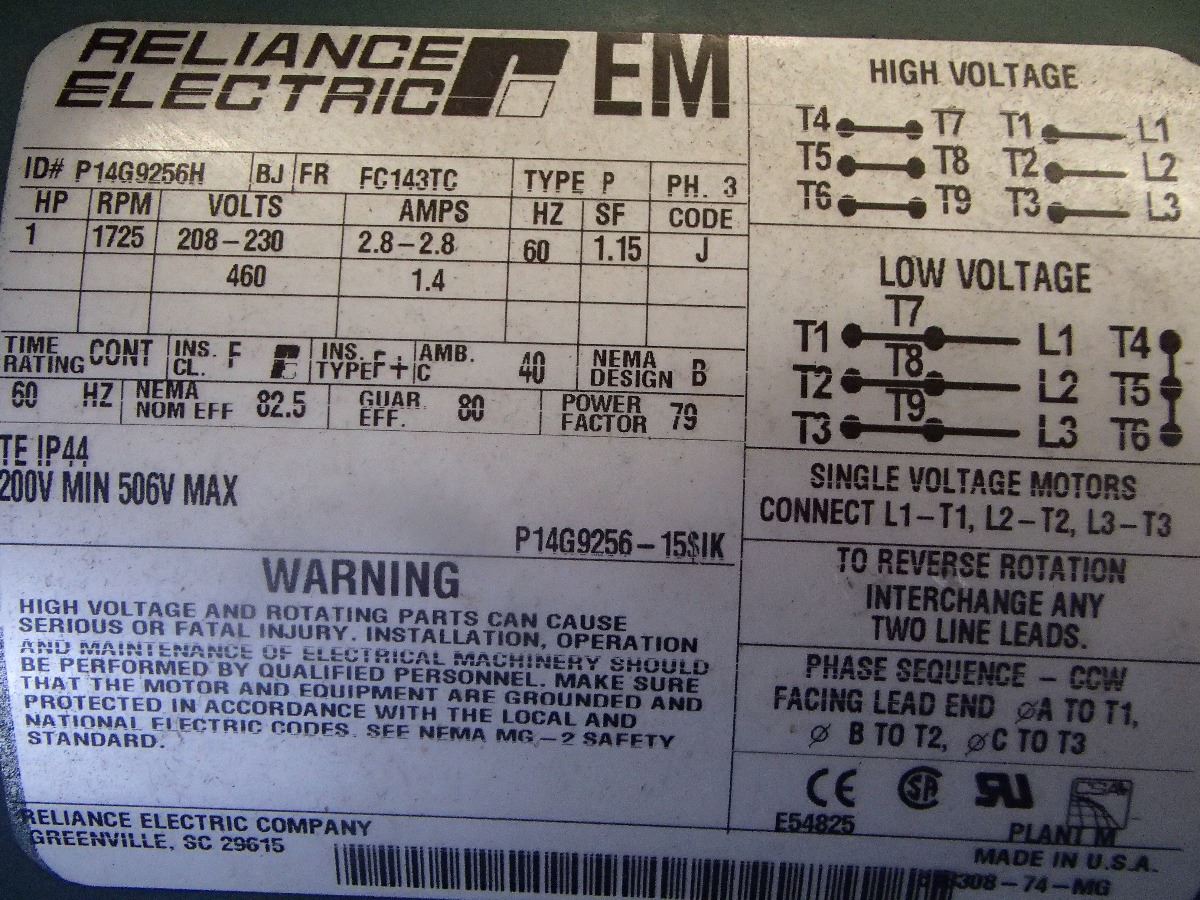 RELIANCE
ELECTRIC
EM
ID# P14G9256H BJ FR FC143TC TYPE P PH. 3
HP RPM VOLTS AMPS HZ SF CODE
1 1725 208-230 2.8-2.8 60 1.15 J
460 1.4
TIME RATING CONT INS. CL. F INS. TYPE F+ AMB. C 40 NEMA DESIGN B
60 HZ NEMA NOM EFF 82.5 GUAR. EFF. 80 POWER FACTOR 79
TE IP44
200V MIN 506V MAX
P14G9256-15$IK
WARNING
HIGH VOLTAGE AND ROTATING PARTS CAN CAUSE
SERIOUS OR FATAL INJURY. INSTALLATION, OPERATION
AND MAINTENANCE OF ELECTRICAL MACHINERY SHOULD
BE PERFORMED BY QUALIFIED PERSONNEL. MAKE SURE
THAT THE MOTOR AND EQUIPMENT ARE GROUNDED AND
PROTECTED IN ACCORDANCE WITH THE LOCAL AND
NATIONAL ELECTRIC CODES. SEE NEMA MG-2 SAFETY
STANDARD.
RELIANCE ELECTRIC COMPANY
GREENVILLE, SC 29615
HIGH VOLTAGE
T4 T7 T1 L1
T5 T8 T2 L2
T6 T9 T3 L3
LOW VOLTAGE
T7
T1 L1 T4
T8
T2 L2 T5
T9
T3 L3 T6
SINGLE VOLTAGE MOTORS
CONNECT L1-T1, L2-T2, L3-T3
TO REVERSE ROTATION
INTERCHANGE ANY
TWO LINE LEADS.
PHASE SEQUENCE - CCW
FACING LEAD END ØA TO T1,
Ø B TO T2, ØC TO T3
CE SA UR
E54825
PLANT M
MADE IN U.S.A.
308-74-MG